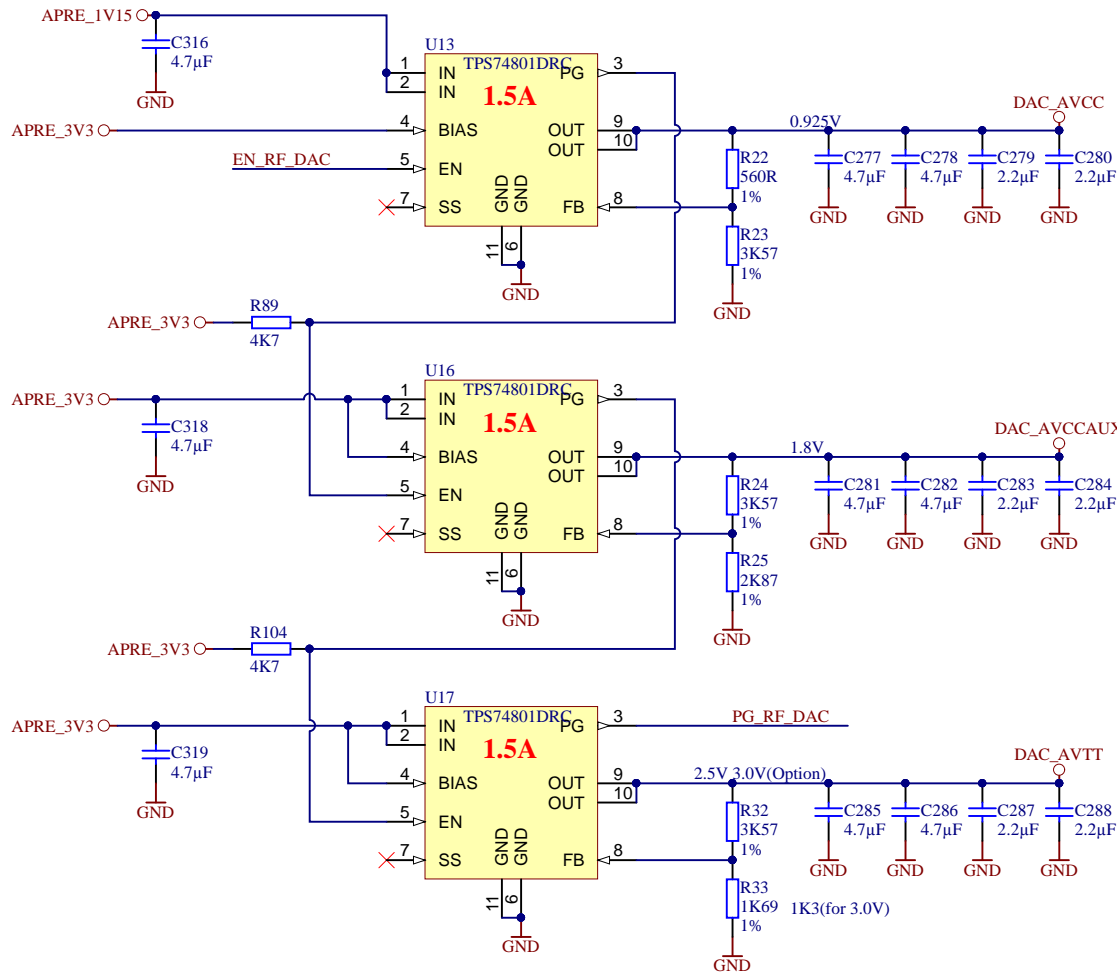 APRE_1V15
C316
4.7µF
GND
U13
TPS74801DRC
1.5A
1
IN
2
IN
PG
3
APRE_3V3
4
BIAS
OUT
9
OUT
10
EN_RF_DAC
5
EN
7
SS
GND
GND
FB
8
11
6
GND
0.925V
DAC_AVCC
R22
560R
1%
R23
3K57
1%
GND
C277
4.7µF
GND
C278
4.7µF
GND
C279
2.2µF
GND
C280
2.2µF
GND
APRE_3V3
R89
4K7
U16
TPS74801DRC
1.5A
APRE_3V3
C318
4.7µF
GND
1
IN
2
IN
PG
3
4
BIAS
OUT
9
OUT
10
5
EN
7
SS
GND
GND
FB
8
11
6
GND
1.8V
DAC_AVCCAUX
R24
3K57
1%
R25
2K87
1%
GND
C281
4.7µF
GND
C282
4.7µF
GND
C283
2.2µF
GND
C284
2.2µF
GND
APRE_3V3
R104
4K7
U17
TPS74801DRC
1.5A
APRE_3V3
C319
4.7µF
GND
1
IN
2
IN
PG
3
PG_RF_DAC
4
BIAS
OUT
9
OUT
10
5
EN
7
SS
GND
GND
FB
8
11
6
GND
2.5V 3.0V(Option)
DAC_AVTT
R32
3K57
1%
R33
1K69
1%
1K3(for 3.0V)
GND
C285
4.7µF
GND
C286
4.7µF
GND
C287
2.2µF
GND
C288
2.2µF
GND